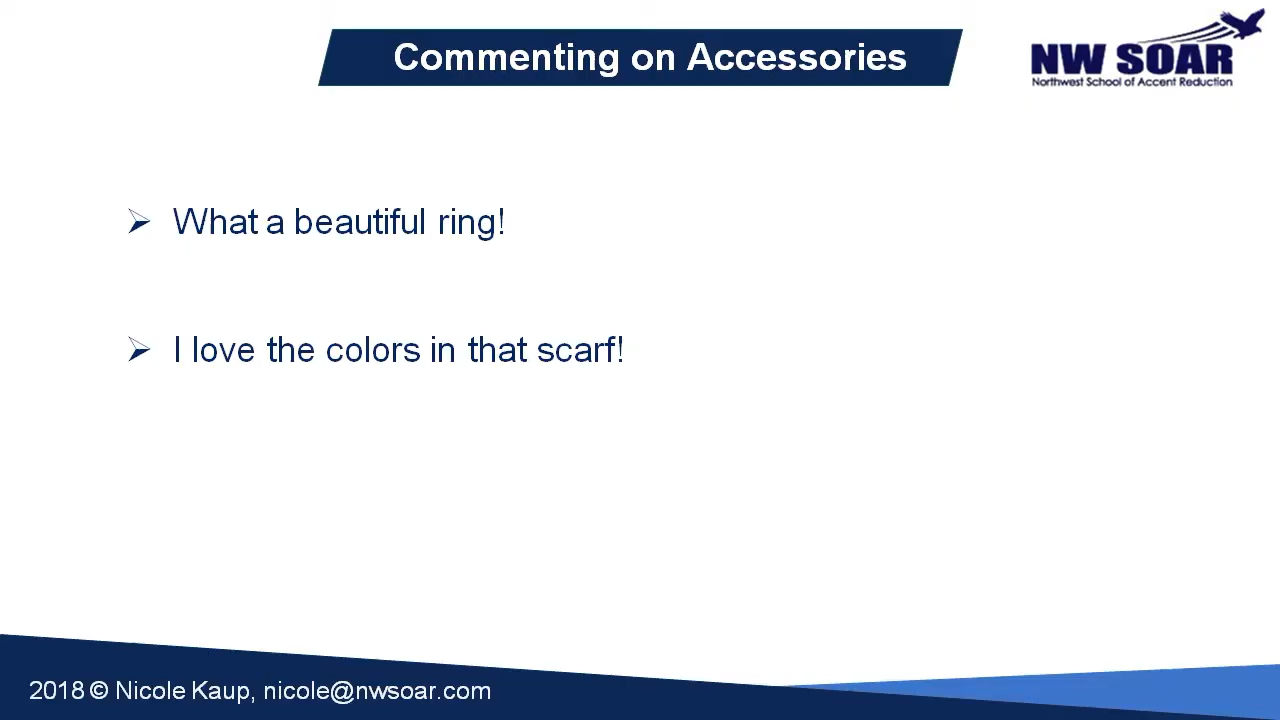 Commenting on Accessories
NW SOAR
Northwest School of Accent Reduction
What a beautiful ring!
I love the colors in that scarf!
2018 © Nicole Kaup, nicole@nwsoar.com